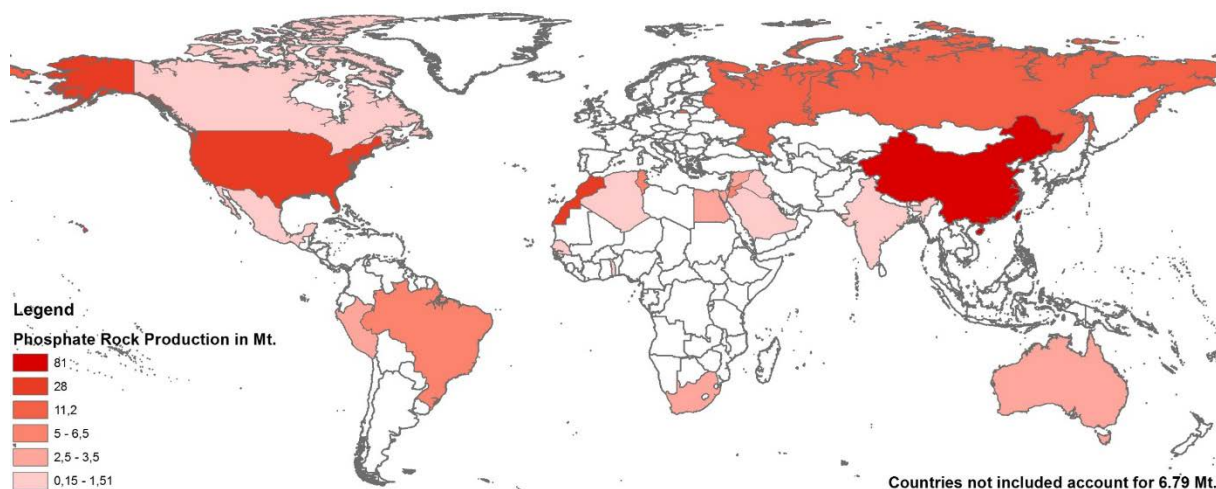 Legend
Phosphate Rock Production in Mt.
81
28
11,2
5 - 6,5
2,5 - 3,5
0,15 - 1,51
Countries not included account for 6.79 Mt.